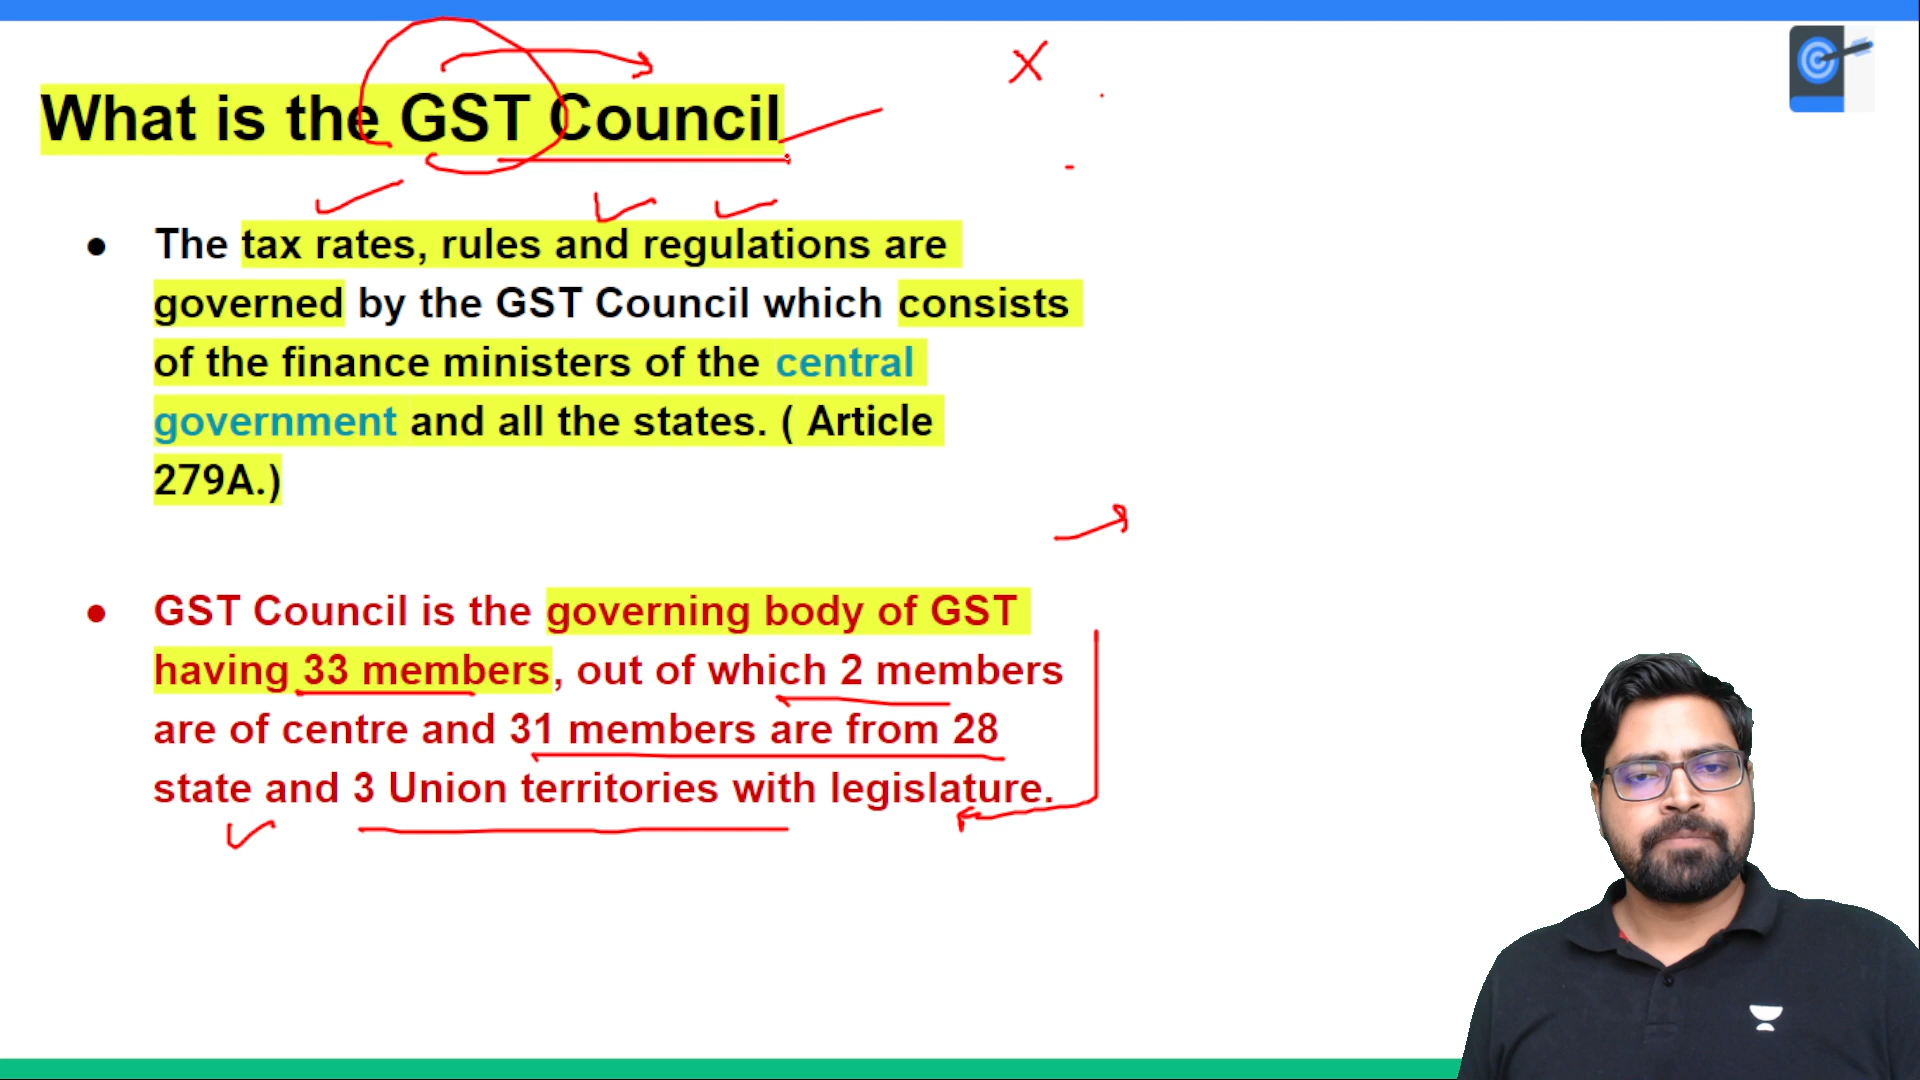 What is the GST Council
● The tax rates, rules and regulations are
governed by the GST Council which consists
of the finance ministers of the central
government and all the states. ( Article
279A.)
● GST Council is the governing body of GST
having 33 members, out of which 2 members
are of centre and 31 members are from 28
state and 3 Union territories with legislature.